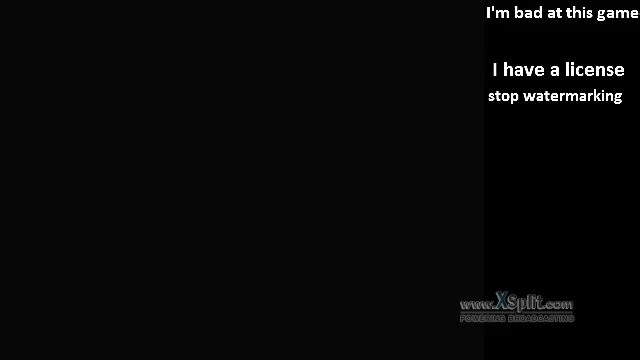 I'm bad at this game
I have a license
stop watermarking
www.XSplit.com
POWERING BROADCASTING